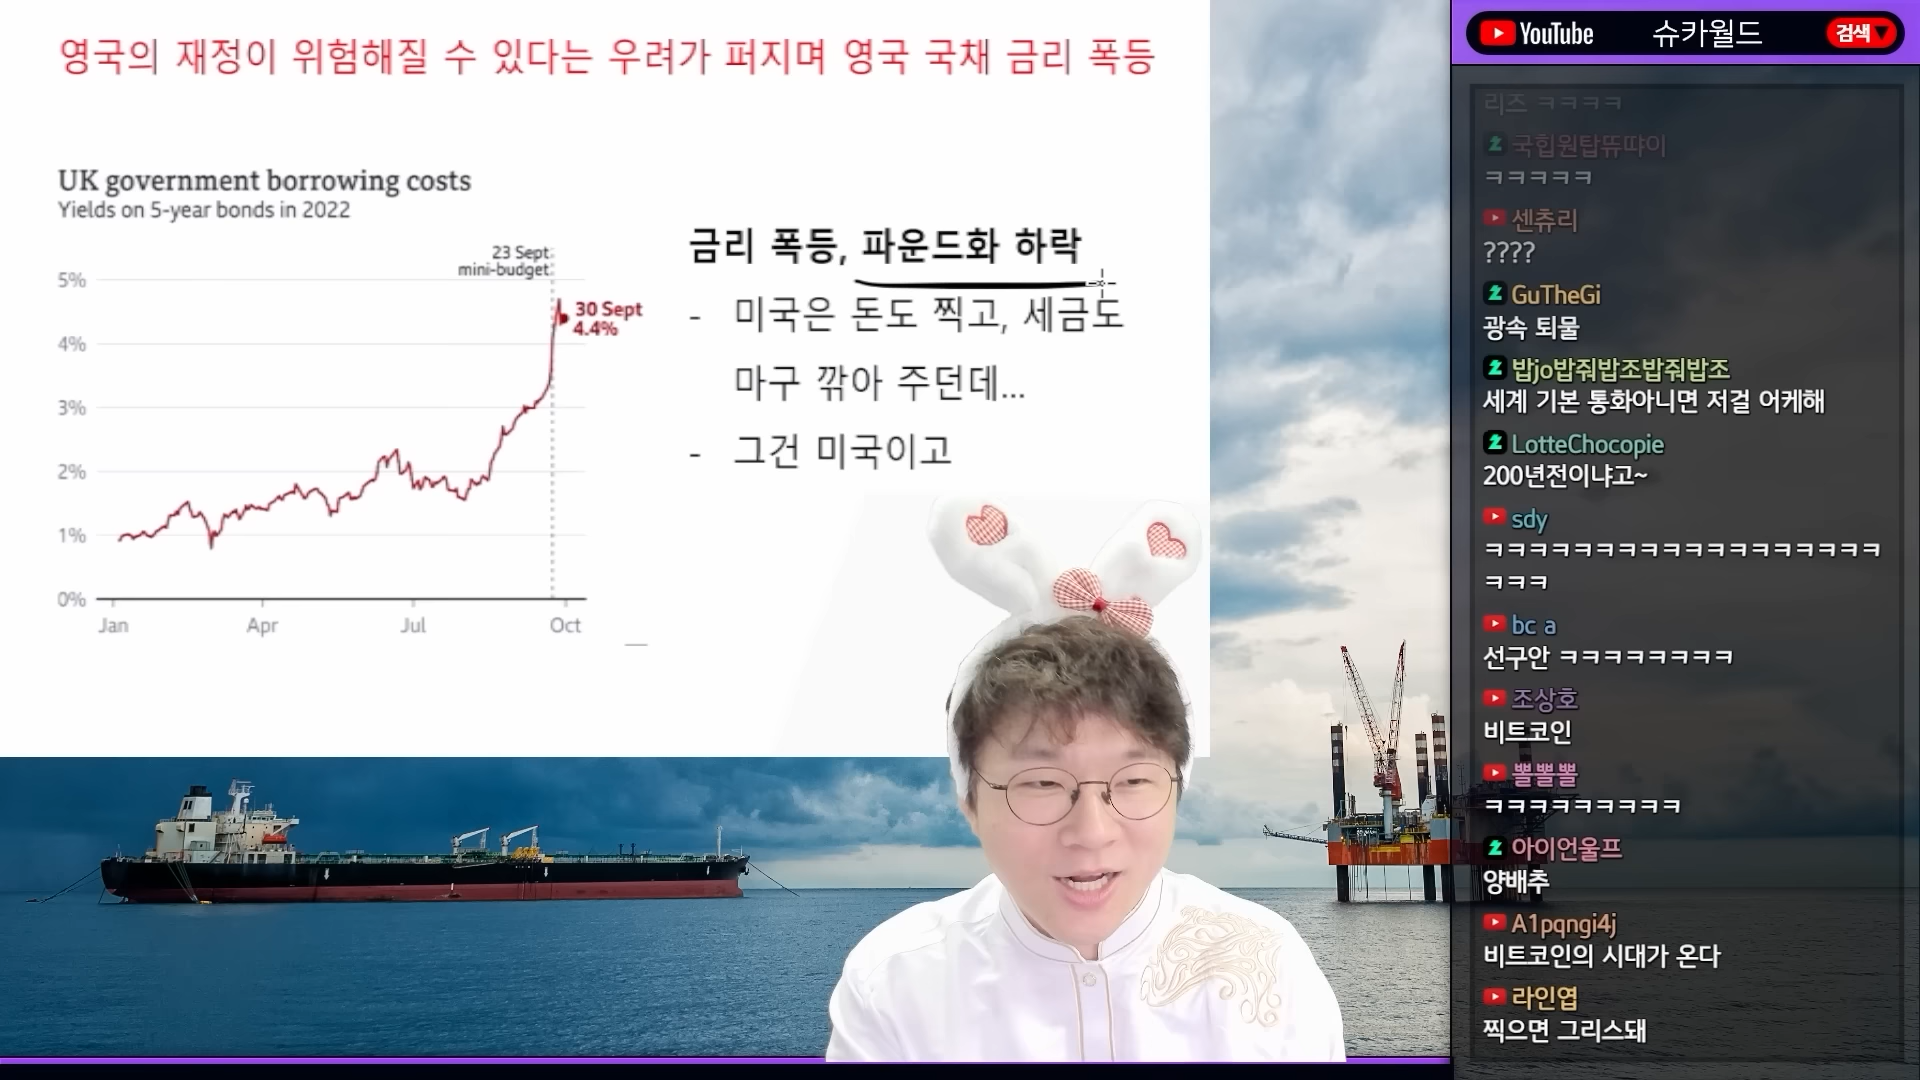 영국의 재정이 위험해질 수 있다는 우려가 퍼지며 영국 국채 금리 폭등
UK government borrowing costs
Yields on 5-year bonds in 2022
23 Sept
mini-budget
5%
30 Sept
4.4%
4%
3%
2%
1%
0%
Jan
Apr
Jul
Oct
금리 폭등, 파운드화 하락
- 미국은 돈도 찍고, 세금도
마구 깎아 주던데...
- 그건 미국이고
YouTube 슈카월드 검색
리즈 ㅋㅋㅋㅋ
국힙원탑뜌땨이
ㅋㅋㅋㅋㅋ
센츄리
????
GuTheGi
광속 퇴물
밥jo밥줘밥조밥줘밥조
세계 기본 통화아니면 저걸 어케해
LotteChocopie
200년전이냐고~
sdy
ㅋㅋㅋㅋㅋㅋㅋㅋㅋㅋㅋㅋㅋㅋㅋㅋㅋㅋ
ㅋㅋㅋ
bc a
선구안 ㅋㅋㅋㅋㅋㅋㅋㅋ
조상호
비트코인
뽈뽈뽈
ㅋㅋㅋㅋㅋㅋㅋㅋㅋ
아이언울프
양배추
A1pqngi4j
비트코인의 시대가 온다
라인엽
찍으면 그리스돼